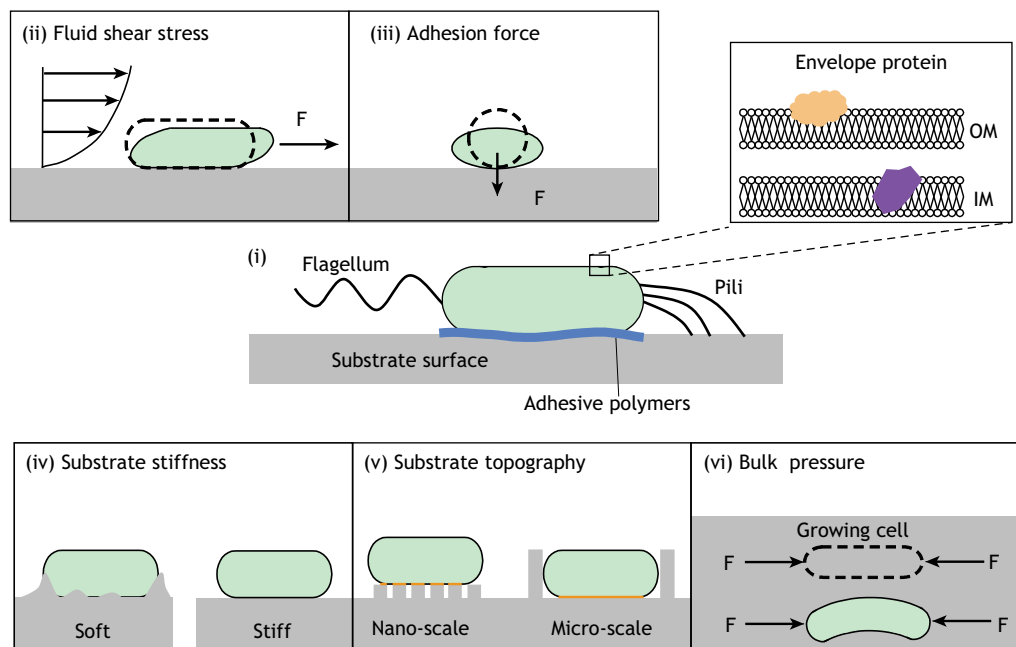 (ii) Fluid shear stress
F
(iii) Adhesion force
F
Envelope protein
OM
IM
(i)
Flagellum
Pili
Substrate surface
Adhesive polymers
(iv) Substrate stiffness
Soft
Stiff
(v) Substrate topography
Nano-scale
Micro-scale
(vi) Bulk pressure
Growing cell
F
F
F
F